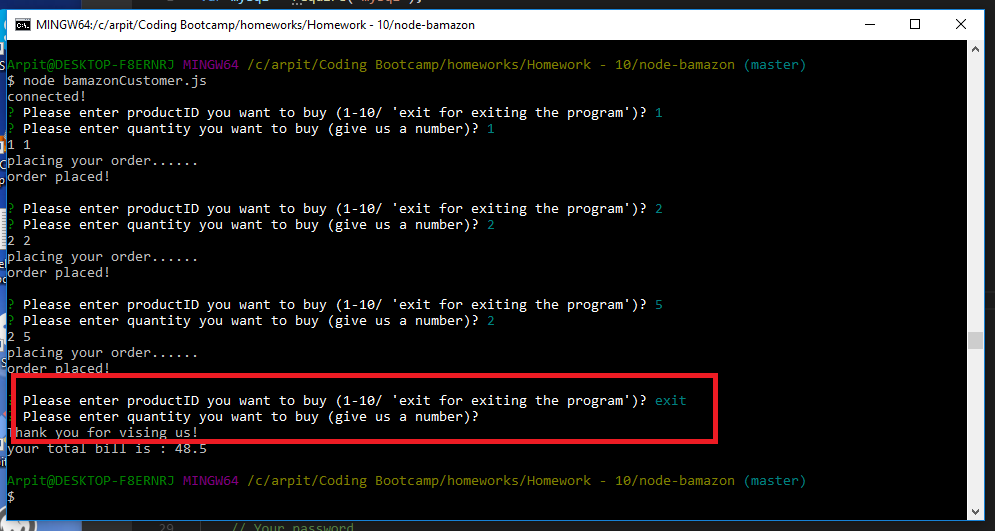 var mysql = require('mysql');
MINGW64:/c/arpit/Coding Bootcamp/homeworks/Homework - 10/node-bamazon
Arpit@DESKTOP-F8ERNRJ MINGW64 /c/arpit/Coding Bootcamp/homeworks/Homework - 10/node-bamazon (master)
$ node bamazonCustomer.js
connected!
? Please enter productID you want to buy (1-10/ 'exit for exiting the program')? 1
? Please enter quantity you want to buy (give us a number)? 1
1 1
placing your order......
order placed!
? Please enter productID you want to buy (1-10/ 'exit for exiting the program')? 2
? Please enter quantity you want to buy (give us a number)? 2
2 2
placing your order......
order placed!
? Please enter productID you want to buy (1-10/ 'exit for exiting the program')? 5
? Please enter quantity you want to buy (give us a number)? 2
2 5
placing your order......
order placed!
Please enter productID you want to buy (1-10/ 'exit for exiting the program')? exit
Please enter quantity you want to buy (give us a number)?
Thank you for vising us!
your total bill is : 48.5
Arpit@DESKTOP-F8ERNRJ MINGW64 /c/arpit/Coding Bootcamp/homeworks/Homework - 10/node-bamazon (master)
$
29 // Your password